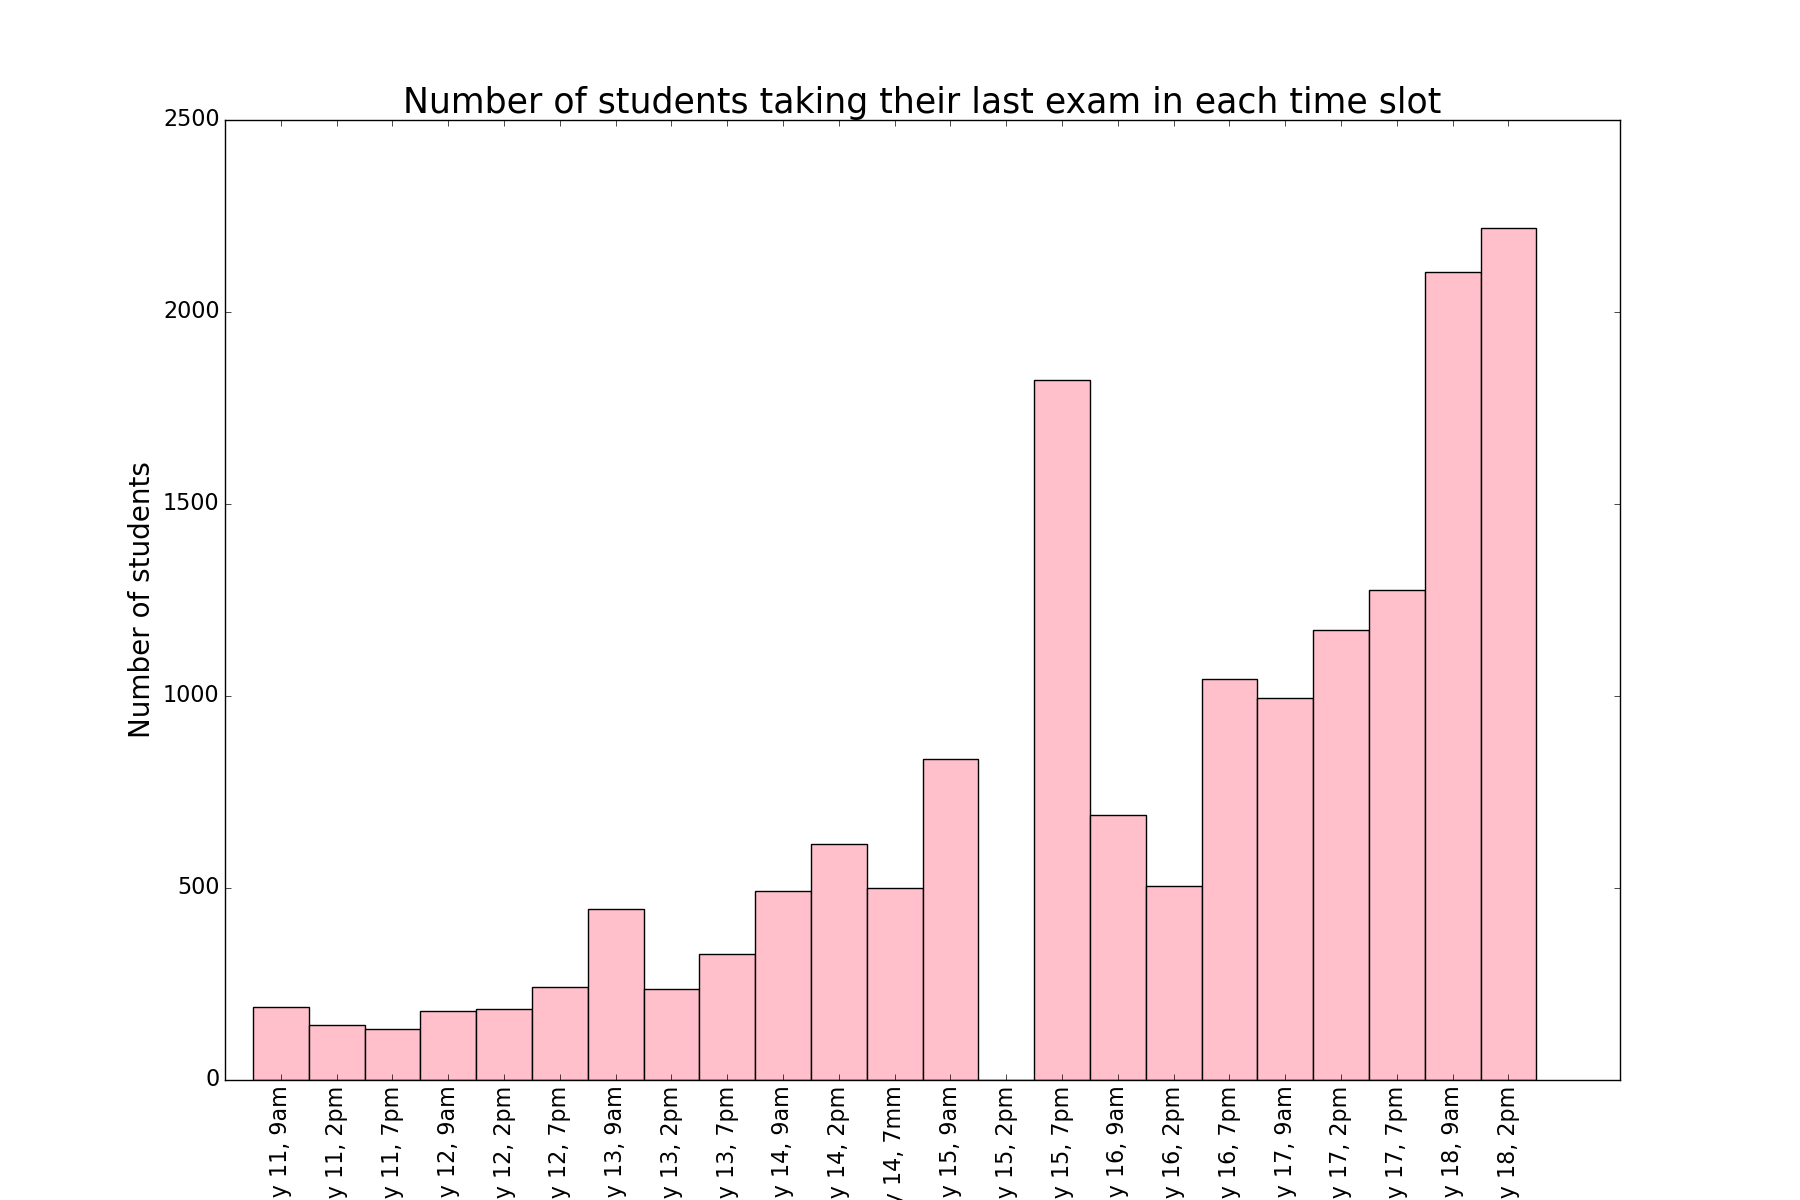 Number of students taking their last exam in each time slot
2500
2000
1500
1000
500
0
Number of students
y 11, 9am
y 11, 2pm
y 11, 7pm
y 12, 9am
y 12, 2pm
y 12, 7pm
y 13, 9am
y 13, 2pm
y 13, 7pm
y 14, 9am
y 14, 2pm
y 14, 7mm
y 15, 9am
y 15, 2pm
y 15, 7pm
y 16, 9am
y 16, 2pm
y 16, 7pm
y 17, 9am
y 17, 2pm
y 17, 7pm
y 18, 9am
y 18, 2pm